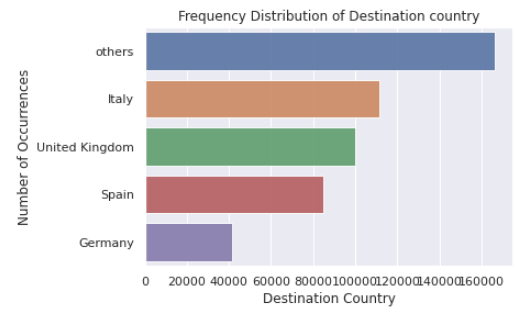 Frequency Distribution of Destination country
Number of Occurrences
others
Italy
United Kingdom
Spain
Germany
0 20000 40000 60000 80000 100000 120000 140000 160000
Destination Country